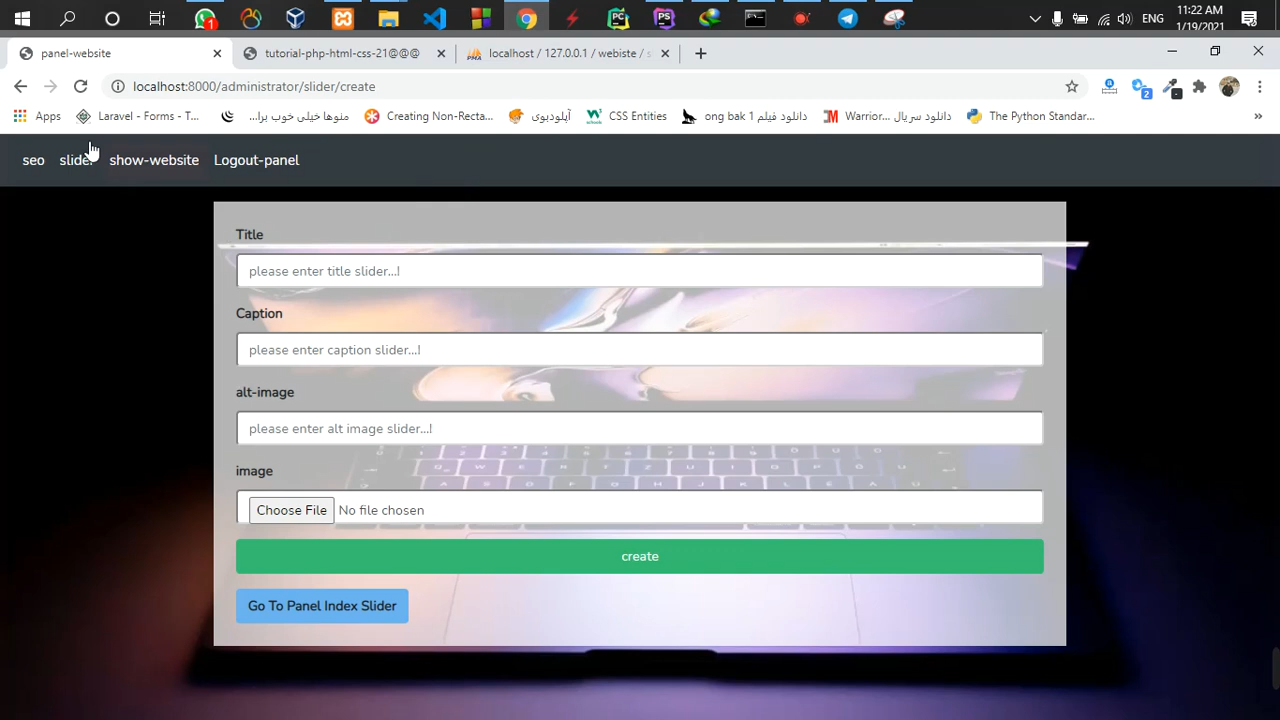 11:22 AM
ENG
1/19/2021
1
panel-website
tutorial-php-html-css-21@@@
localhost / 127.0.0.1 / webiste / s
localhost:8000/administrator/slider/create
2
Apps
Laravel - Forms - T...
منوها خیلی خوب برا...
Creating Non-Recta...
آپلودبوی
CSS Entities
دانلود فیلم ong bak 1
دانلود سریال Warrior...
The Python Standar...
»
seo
slider
show-website
Logout-panel
Title
please enter title slider...!
Caption
please enter caption slider...!
alt-image
please enter alt image slider...!
image
Choose File No file chosen
create
Go To Panel Index Slider